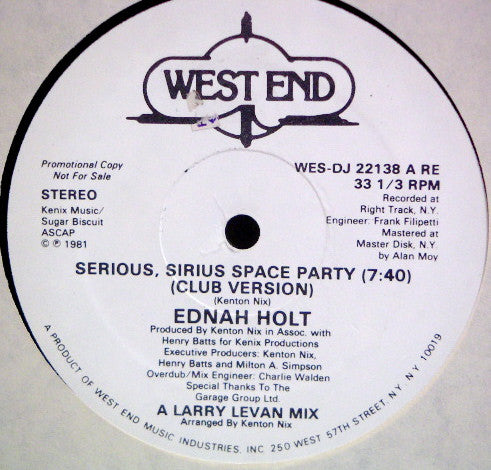 WEST END
Promotional Copy
Not For Sale
STEREO
Kenix Music/
Sugar Biscuit
ASCAP
© ℗ 1981
WES-DJ 22138 A RE
33 1/3 RPM
Recorded at
Right Track, N.Y.
Engineer: Frank Filipetti
Mastered at
Master Disk, N.Y.
by Alan Moy
SERIOUS, SIRIUS SPACE PARTY (7:40)
(CLUB VERSION)
(Kenton Nix)
EDNAH HOLT
Produced By Kenton Nix in Assoc. with
Henry Batts for Kenix Productions
Executive Producers: Kenton Nix,
Henry Batts and Milton A. Simpson
Overdub/Mix Engineer: Charlie Walden
Special Thanks To The
Garage Group Ltd.
A LARRY LEVAN MIX
Arranged By Kenton Nix
A PRODUCT OF WEST END MUSIC INDUSTRIES, INC 250 WEST 57TH STREET, NY. N.Y. 10019